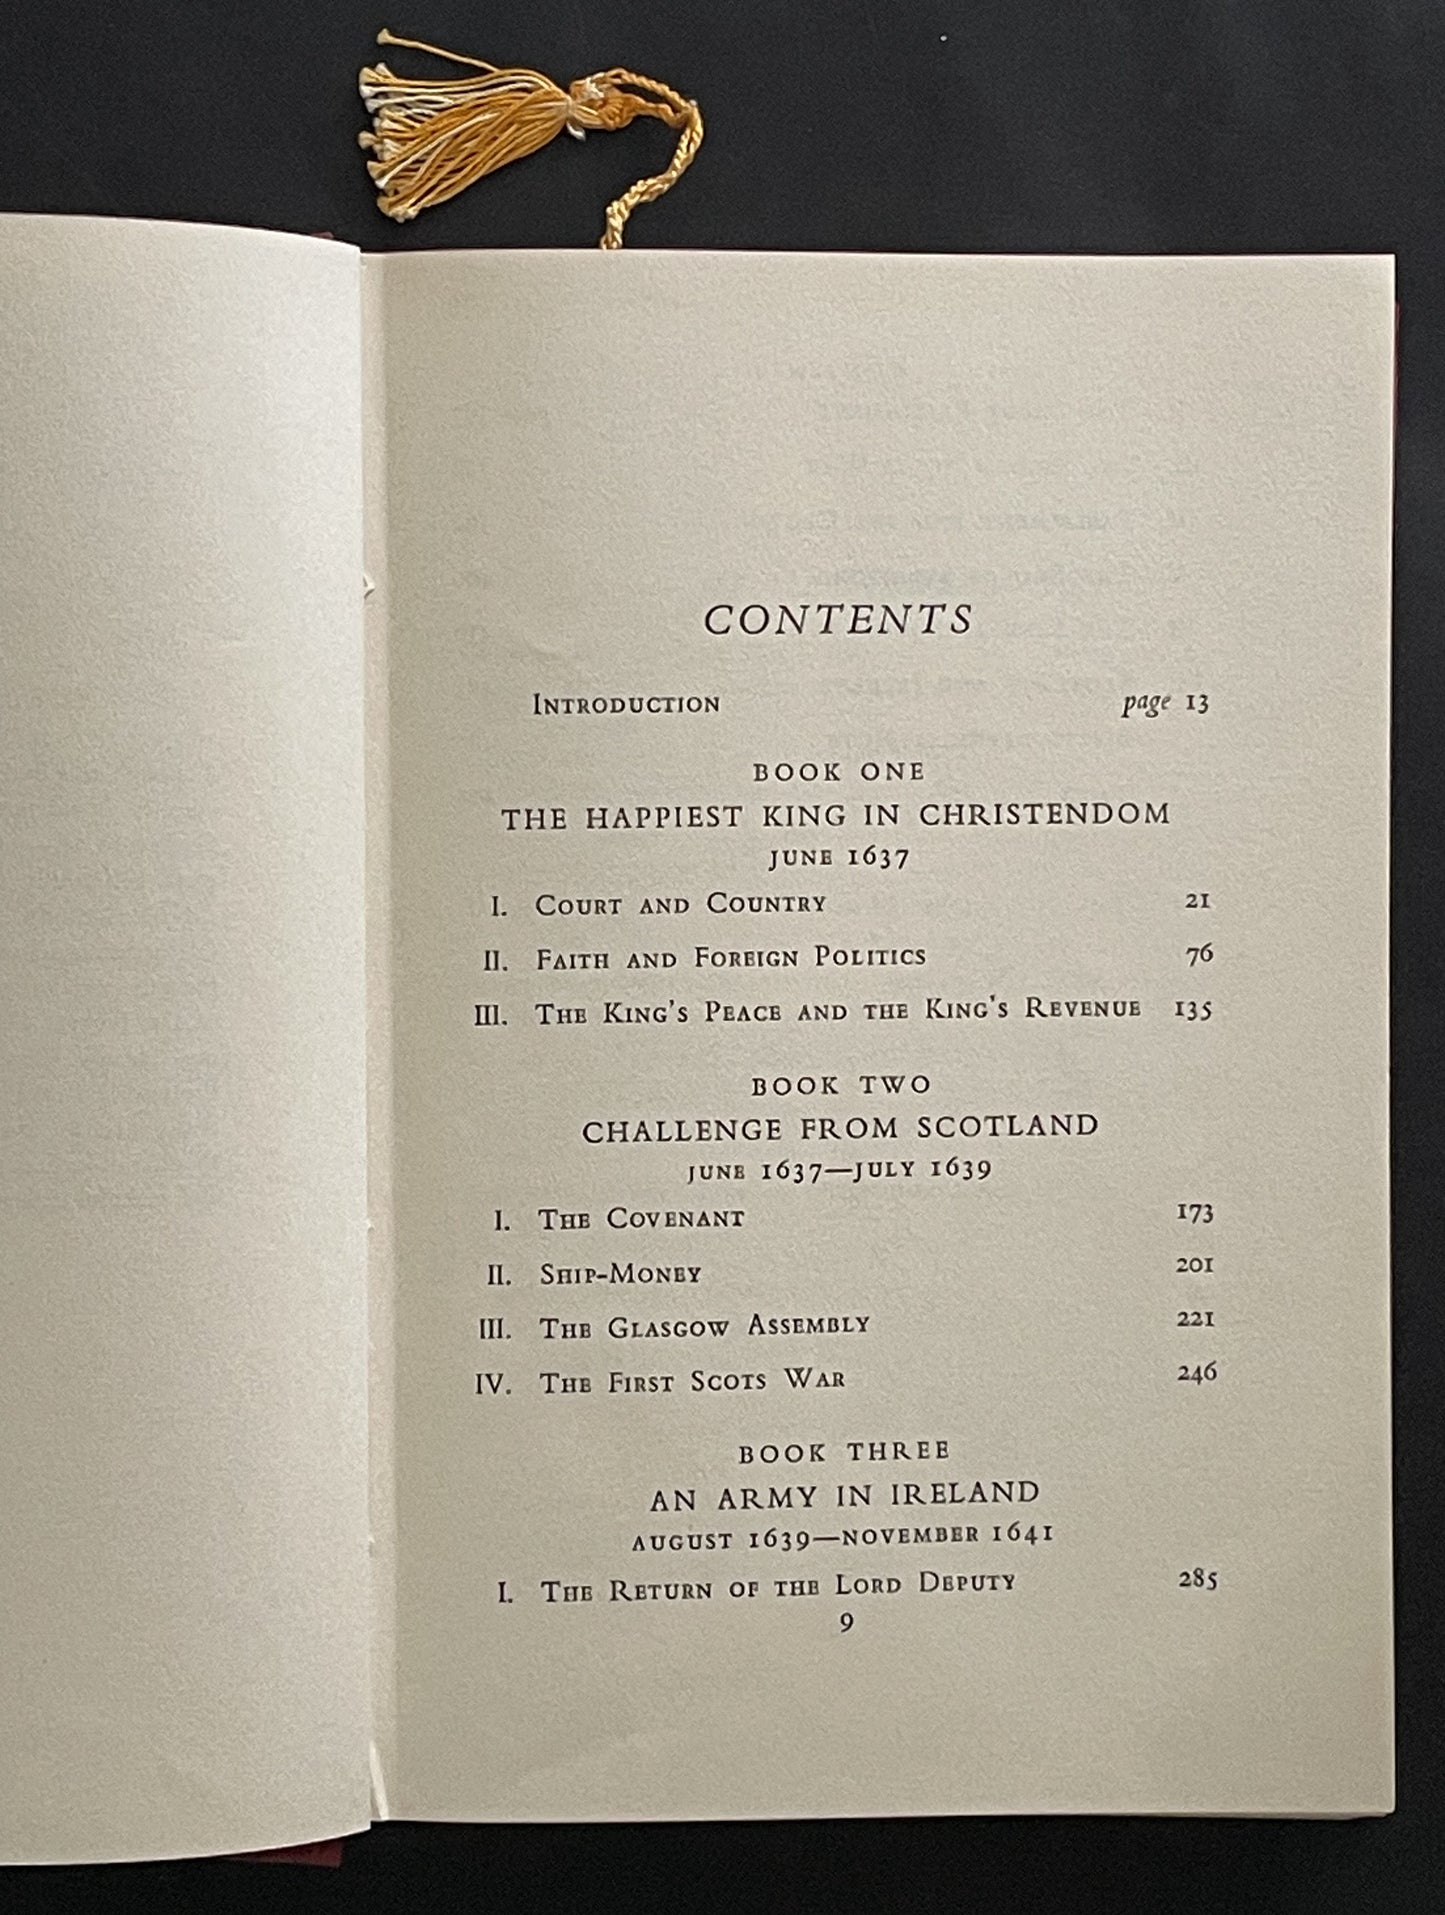 CONTENTS
INTRODUCTION page 13
BOOK ONE
THE HAPPIEST KING IN CHRISTENDOM
JUNE 1637
I. COURT AND COUNTRY 21
II. FAITH AND FOREIGN POLITICS 76
III. THE KING'S PEACE AND THE KING'S REVENUE 135
BOOK TWO
CHALLENGE FROM SCOTLAND
JUNE 1637—JULY 1639
I. THE COVENANT 173
II. SHIP-MONEY 201
III. THE GLASGOW ASSEMBLY 221
IV. THE FIRST SCOTS WAR 246
BOOK THREE
AN ARMY IN IRELAND
AUGUST 1639—NOVEMBER 1641
I. THE RETURN OF THE LORD DEPUTY 285
9